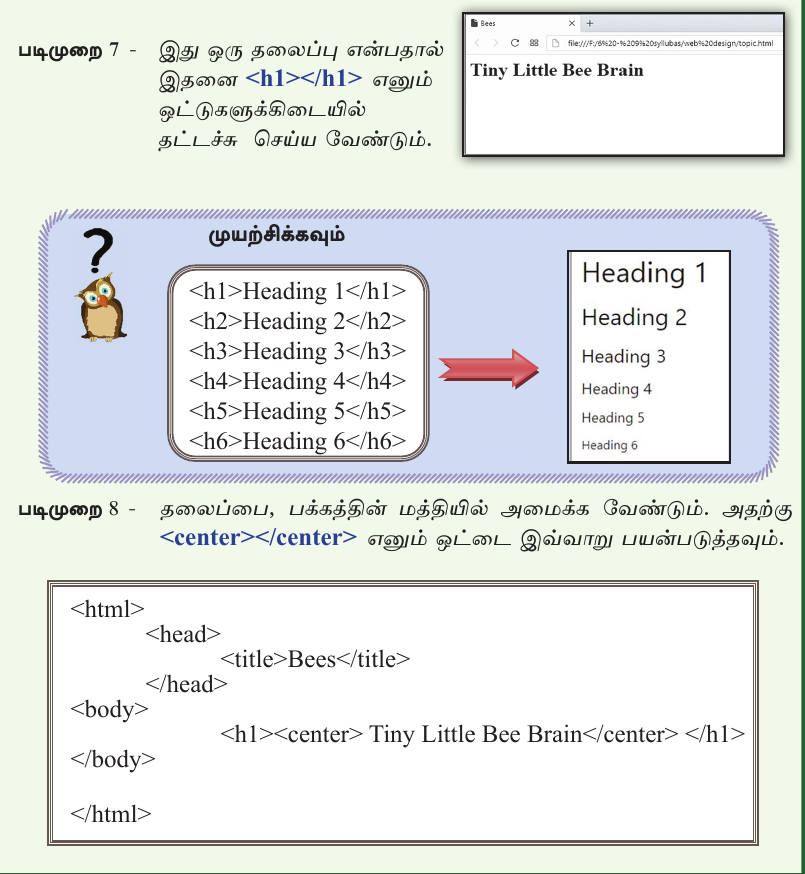 படிமுறை 7 - இது ஒரு தலைப்பு என்பதால்
இதனை <h1></h1> எனும்
ஒட்டுகளுக்கிடையில்
தட்டச்சு செய்ய வேண்டும்.
Bees
file:///F:/6%20-%209%20syllubas/web%20design/topic.html
Tiny Little Bee Brain
?
முயற்சிக்கவும்
<h1>Heading 1</h1>
<h2>Heading 2</h2>
<h3>Heading 3</h3>
<h4>Heading 4</h4>
<h5>Heading 5</h5>
<h6>Heading 6</h6>
Heading 1
Heading 2
Heading 3
Heading 4
Heading 5
Heading 6
படிமுறை 8 - தலைப்பை, பக்கத்தின் மத்தியில் அமைக்க வேண்டும். அதற்கு
<center></center> எனும் ஒட்டை இவ்வாறு பயன்படுத்தவும்.
<html>
<head>
<title>Bees</title>
</head>
<body>
<h1><center> Tiny Little Bee Brain</center> </h1>
</body>
</html>